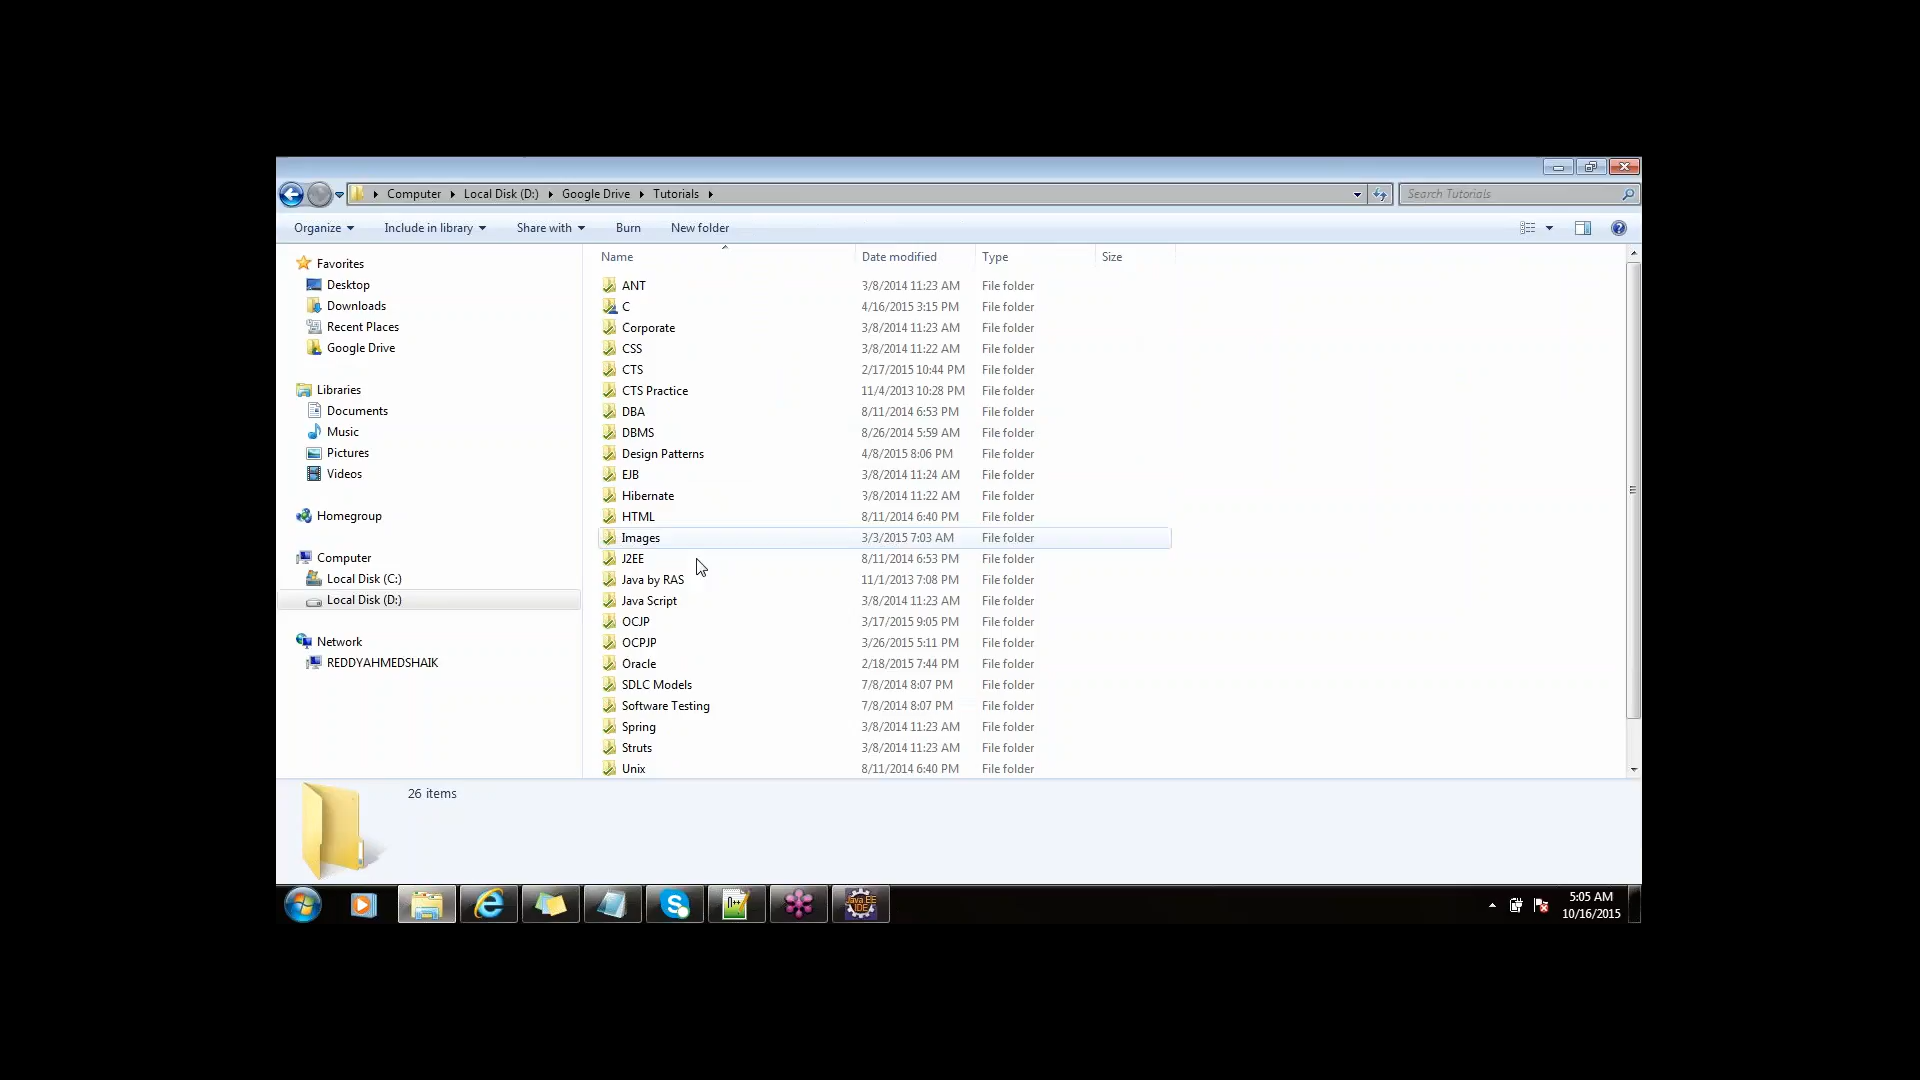 Computer Local Disk (D:) Google Drive Tutorials
Search Tutorials
Organize Include in library Share with Burn New folder
Favorites
Desktop
Downloads
Recent Places
Google Drive
Libraries
Documents
Music
Pictures
Videos
Homegroup
Computer
Local Disk (C:)
Local Disk (D:)
Network
REDDYAHMEDSHAIK
Name Date modified Type Size
ANT 3/8/2014 11:23 AM File folder
C 4/16/2015 3:15 PM File folder
Corporate 3/8/2014 11:23 AM File folder
CSS 3/8/2014 11:22 AM File folder
CTS 2/17/2015 10:44 PM File folder
CTS Practice 11/4/2013 10:28 PM File folder
DBA 8/11/2014 6:53 PM File folder
DBMS 8/26/2014 5:59 AM File folder
Design Patterns 4/8/2015 8:06 PM File folder
EJB 3/8/2014 11:24 AM File folder
Hibernate 3/8/2014 11:22 AM File folder
HTML 8/11/2014 6:40 PM File folder
Images 3/3/2015 7:03 AM File folder
J2EE 8/11/2014 6:53 PM File folder
Java by RAS 11/1/2013 7:08 PM File folder
Java Script 3/8/2014 11:23 AM File folder
OCJP 3/17/2015 9:05 PM File folder
OCPJP 3/26/2015 5:11 PM File folder
Oracle 2/18/2015 7:44 PM File folder
SDLC Models 7/8/2014 8:07 PM File folder
Software Testing 7/8/2014 8:07 PM File folder
Spring 3/8/2014 11:23 AM File folder
Struts 3/8/2014 11:23 AM File folder
Unix 8/11/2014 6:40 PM File folder
26 items
Java EE
IDE
5:05 AM
10/16/2015